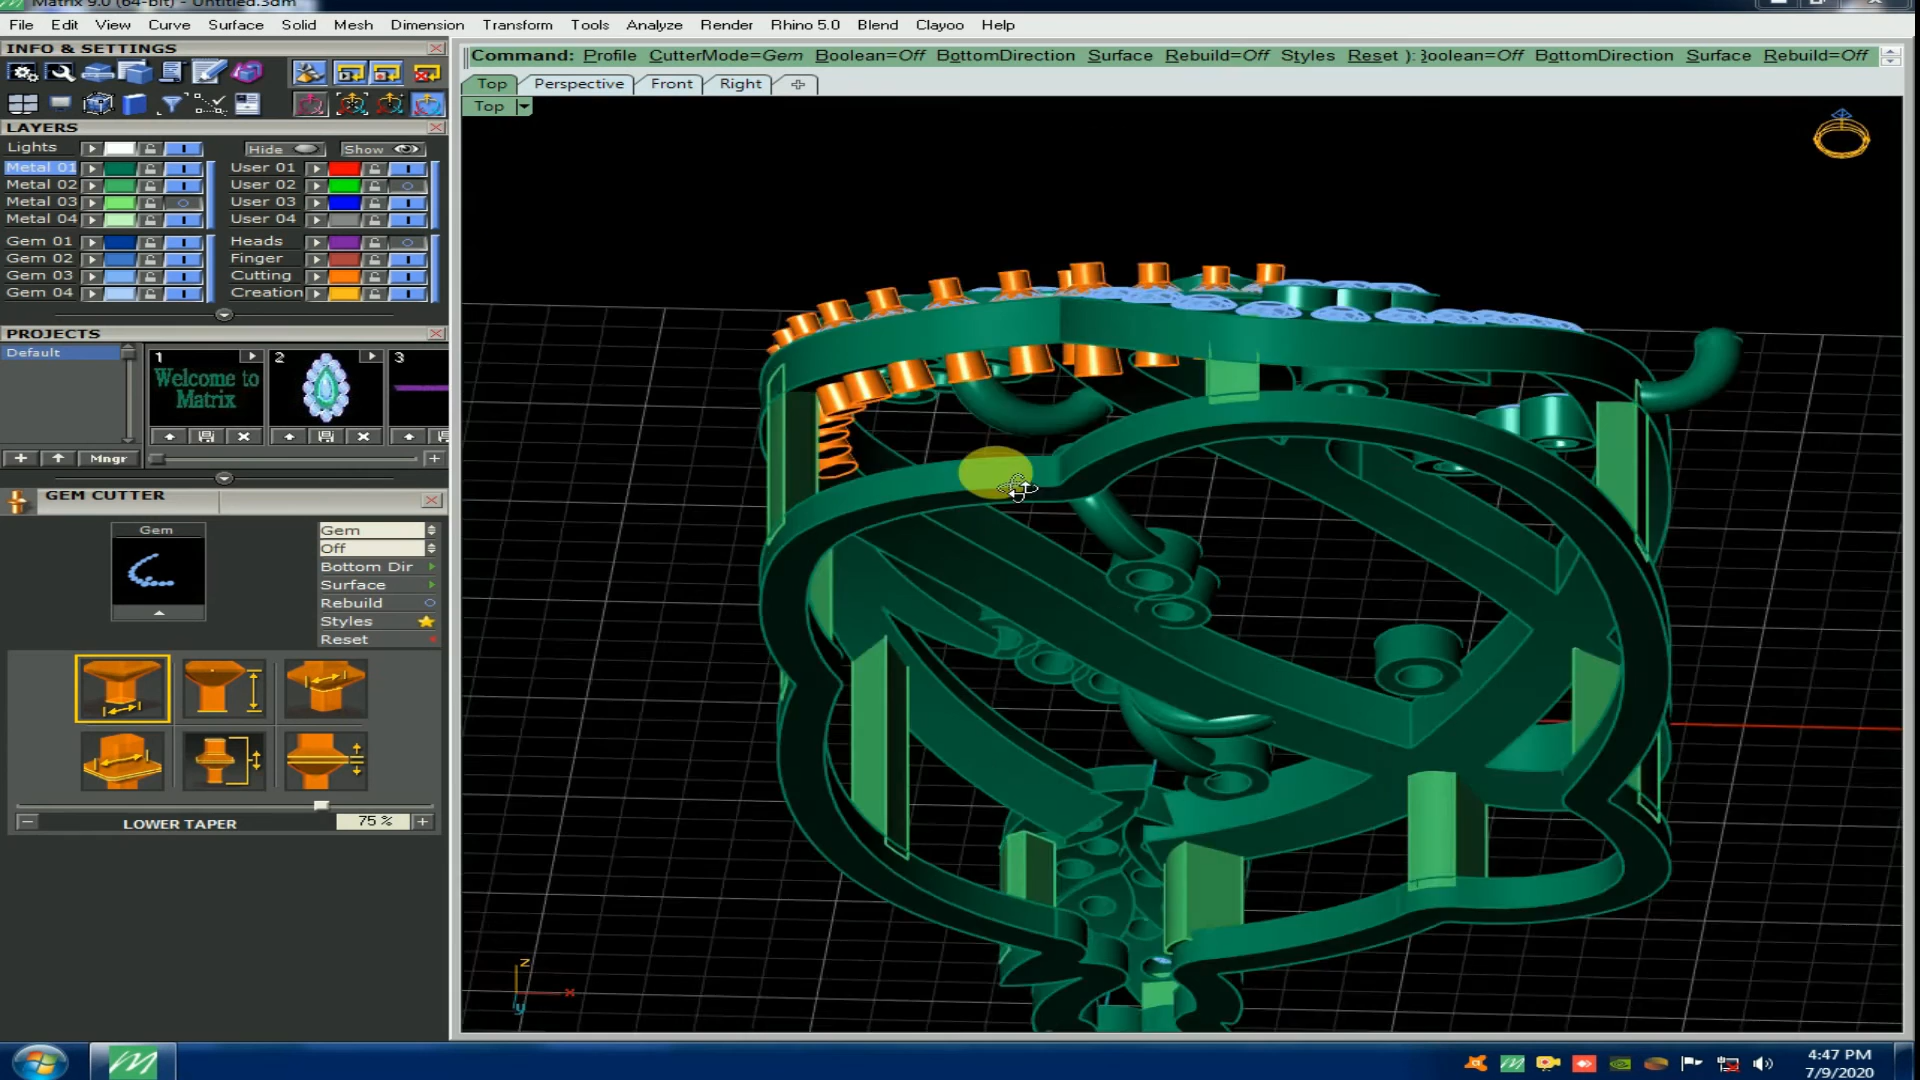 Matrix 9.0 (64-bit) - Untitled.3dm
File Edit View Curve Surface Solid Mesh Dimension Transform Tools Analyze Render Rhino 5.0 Blend Clayoo Help
INFO & SETTINGS
Command: Profile CutterMode=Gem Boolean=Off BottomDirection Surface Rebuild=Off Styles Reset ): Boolean=Off BottomDirection Surface Rebuild=Off
Top Perspective Front Right
Top
LAYERS
Lights Hide Show
Metal 01 User 01
Metal 02 User 02
Metal 03 User 03
Metal 04 User 04
Gem 01 Heads
Gem 02 Finger
Gem 03 Cutting
Gem 04 Creation
PROJECTS
Default
1 2 3
Welcome to
Matrix
Mngr
GEM CUTTER
Gem
Gem
Off
Bottom Dir
Surface
Rebuild
Styles
Reset
LOWER TAPER 75 %
z
x
y
4:47 PM
7/9/2020